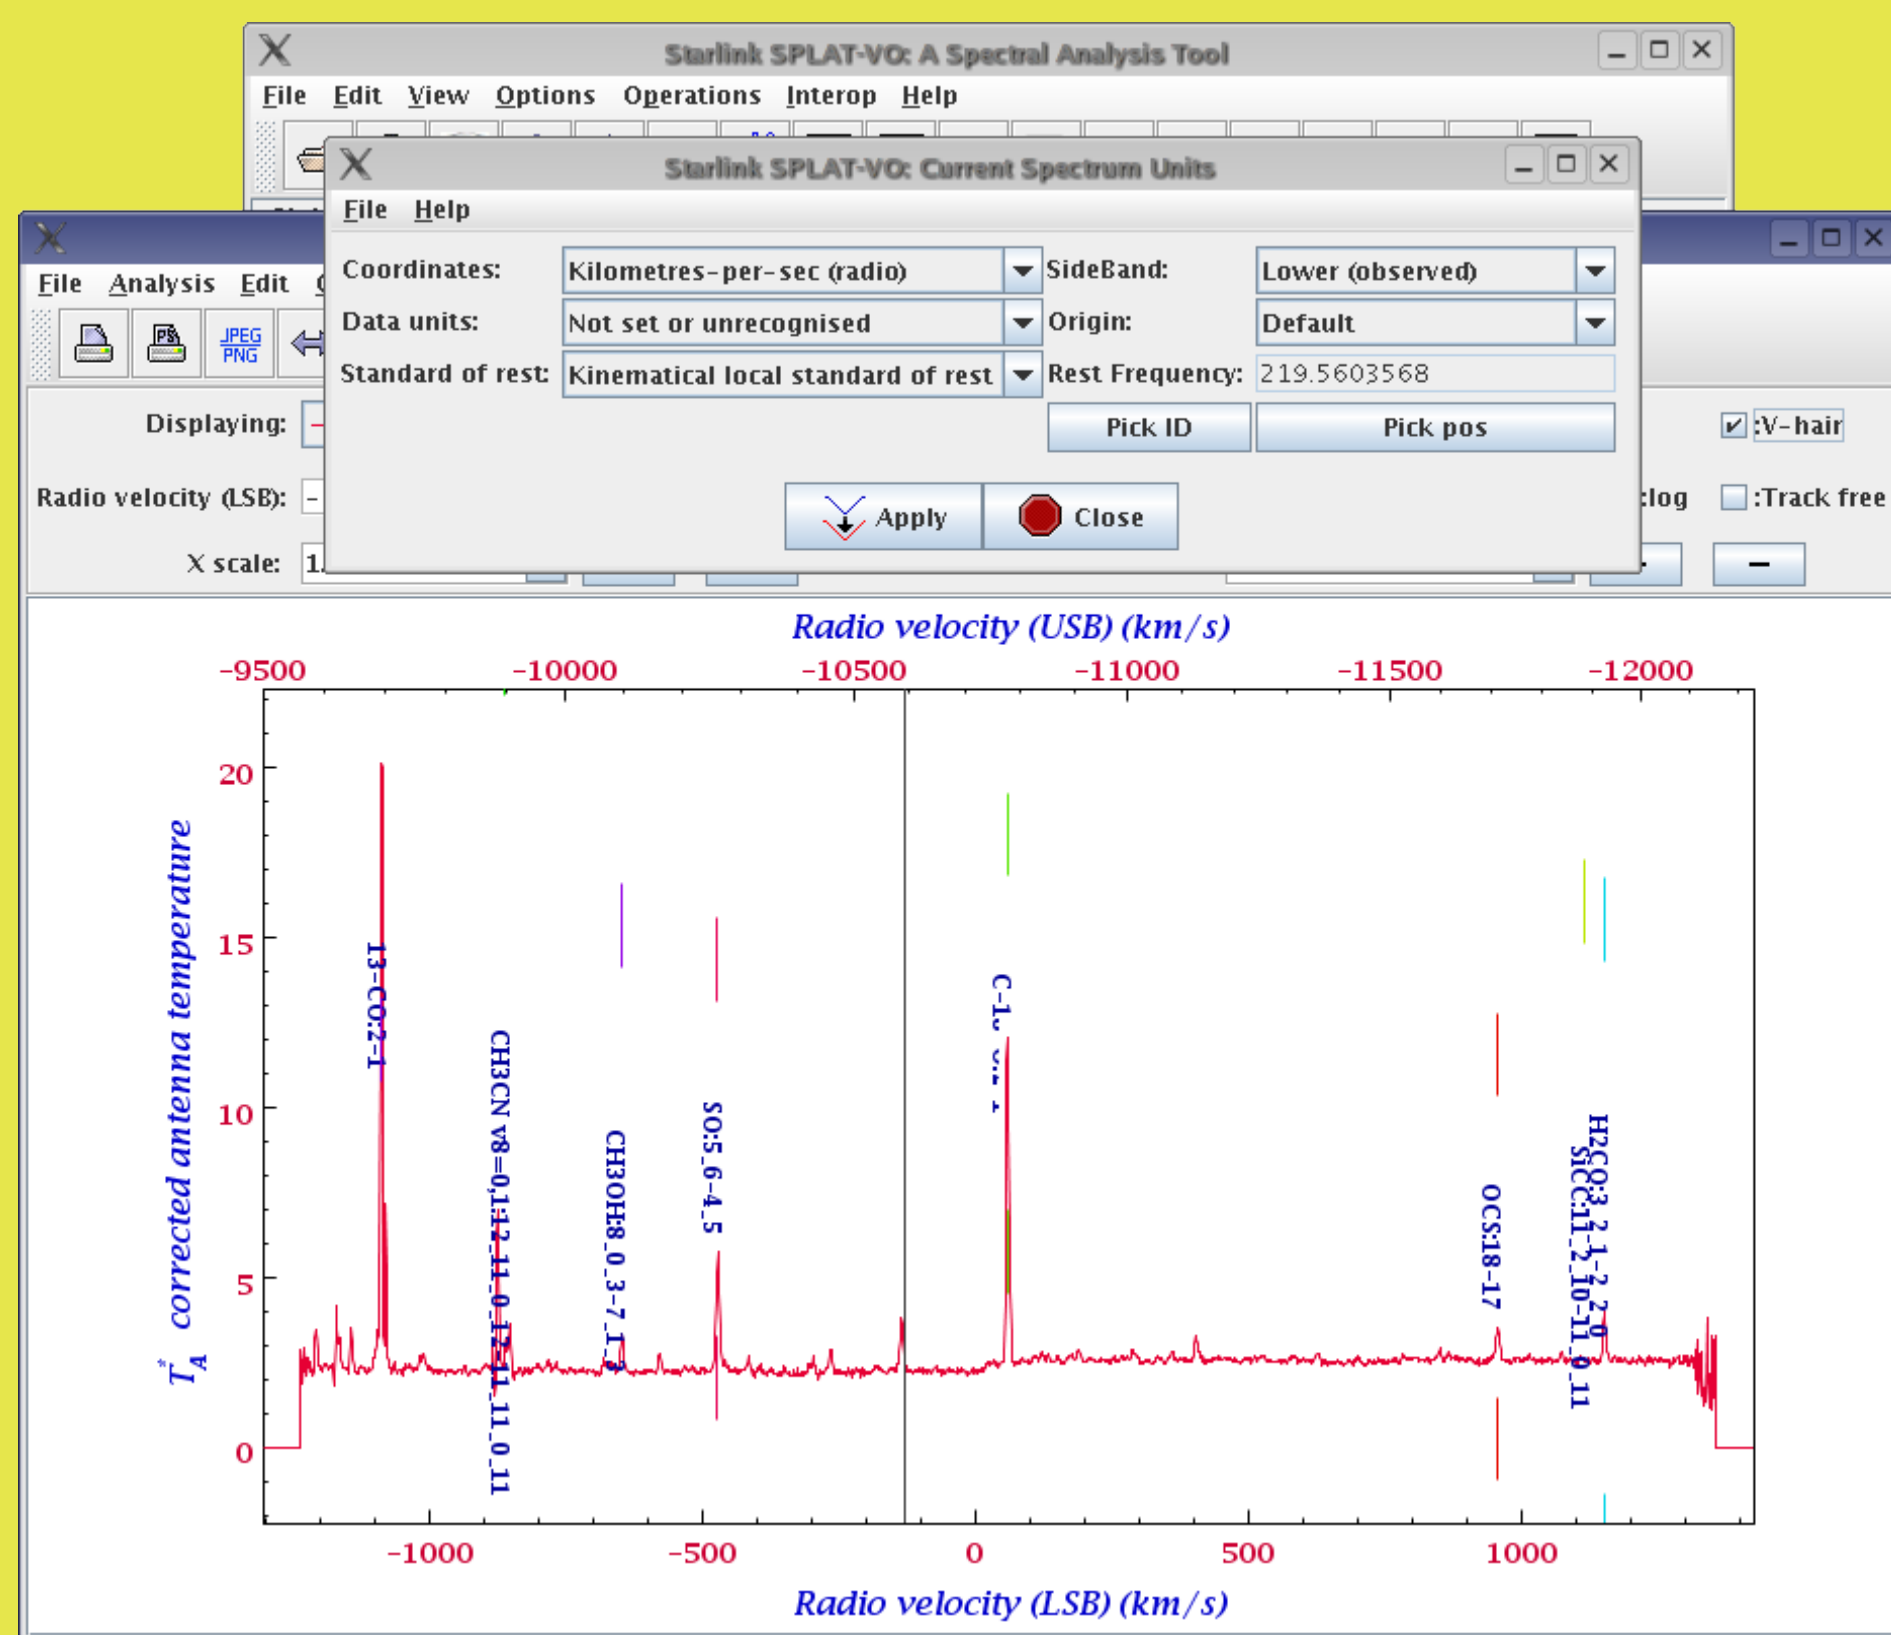 Starlink SPLAT-VO: A Spectral Analysis Tool
File Edit View Options Operations Interop Help
Starlink SPLAT-VO: Current Spectrum Units
File Help
Coordinates: Kilometres-per-sec (radio) SideBand: Lower (observed)
Data units: Not set or unrecognised Origin: Default
Standard of rest: Kinematical local standard of rest Rest Frequency: 219.5603568
Pick ID Pick pos
Apply Close
File Analysis Edit
PS JPEG PNG
Displaying: :V-hair
Radio velocity (LSB): - :log :Track free
X scale: 1.
Radio velocity (USB) (km/s)
-9500 -10000 -10500 -11000 -11500 -12000
20
15
10
5
0
T*A corrected antenna temperature
13-CO:2-1
CH3CN v8=0,1:12_11_0_12-11_11_0_11
CH3OH:8_0_3-7_1_3
SO:5_6-4_5
OCS:18-17
SiCC:11_2_10-11_0_11
H2CO:3_2_1-2_2_0
-1000 -500 0 500 1000
Radio velocity (LSB) (km/s)